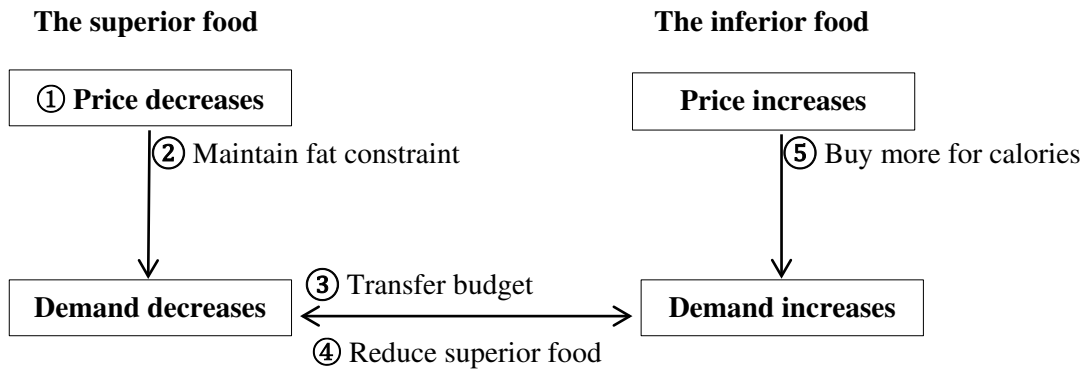 The superior food
The inferior food
① Price decreases
Price increases
② Maintain fat constraint
⑤ Buy more for calories
Demand decreases
③ Transfer budget
Demand increases
④ Reduce superior food